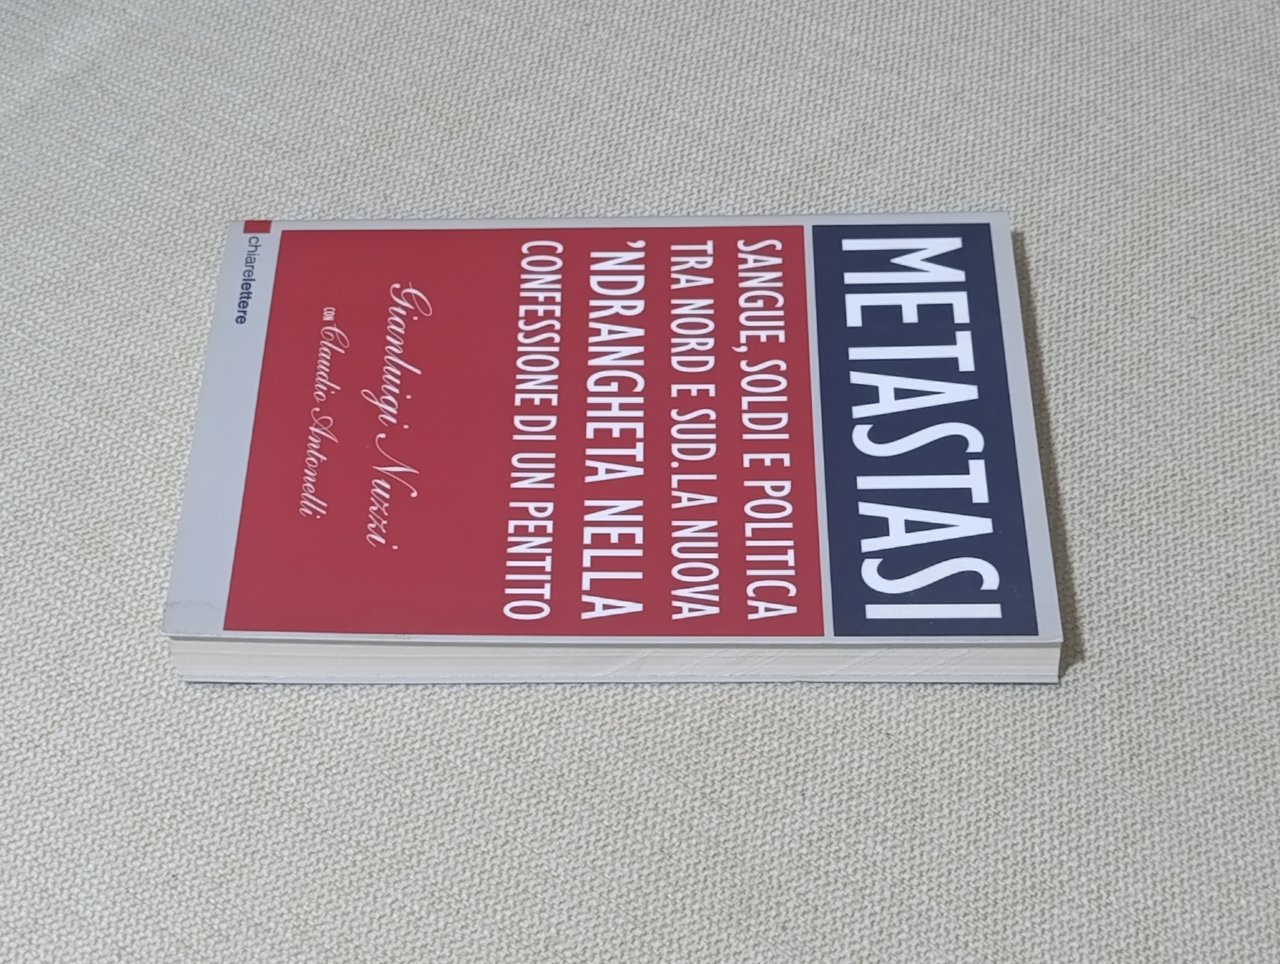 METASTASI
SANGUE, SOLDI E POLITICA
TRA NORD E SUD. LA NUOVA
'NDRANGHETA NELLA
CONFESSIONE DI UN PENTITO
Gianluigi Nuzzi
CON Claudio Antonelli
chiarelettere